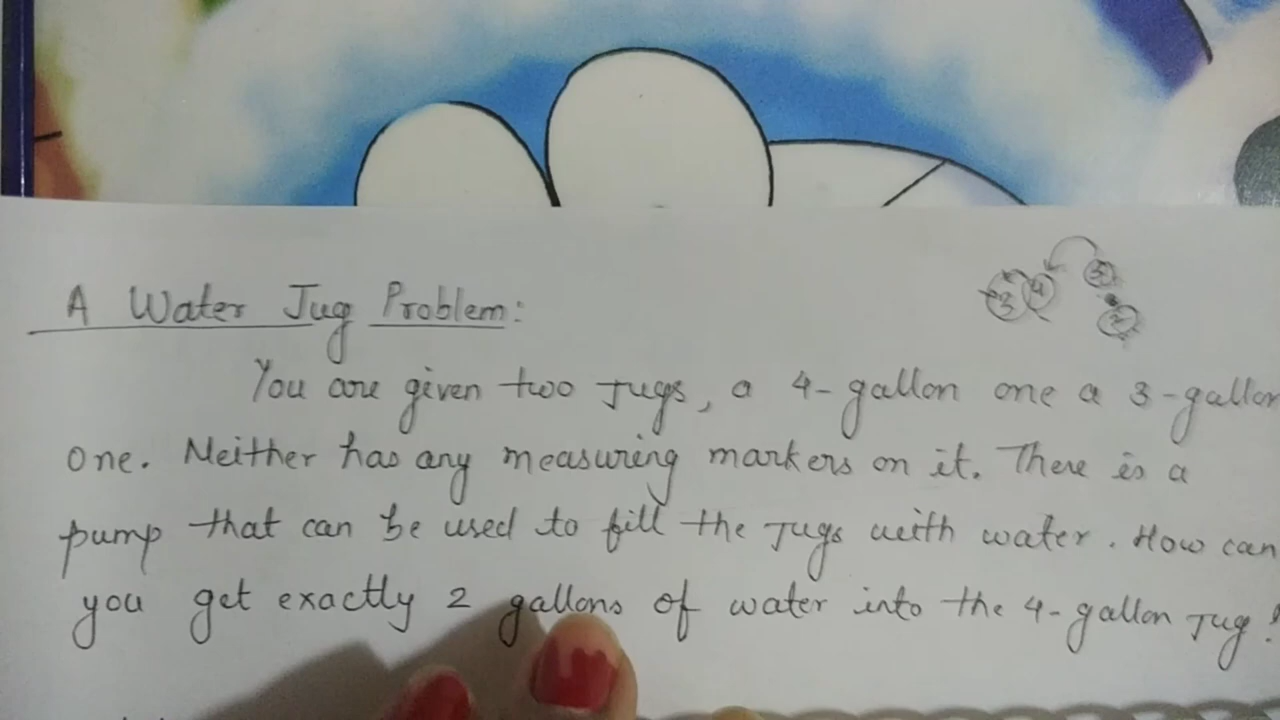 A Water Jug Problem:
3 4
You are given two Jugs, a 4-gallon one a 3-gallon
one. Neither has any measuring markers on it. There is a
pump that can be used to fill the Jugs with water. How can
you get exactly 2 gallons of water into the 4-gallon Jug?